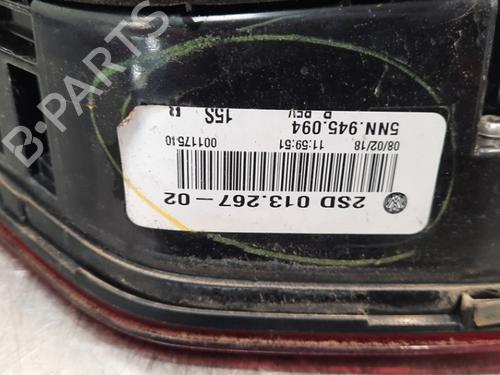 B-PARTS
2SD 013.267-02
08/02/18 11:59:51 00117510
5NN.945.094
R REV 15S R